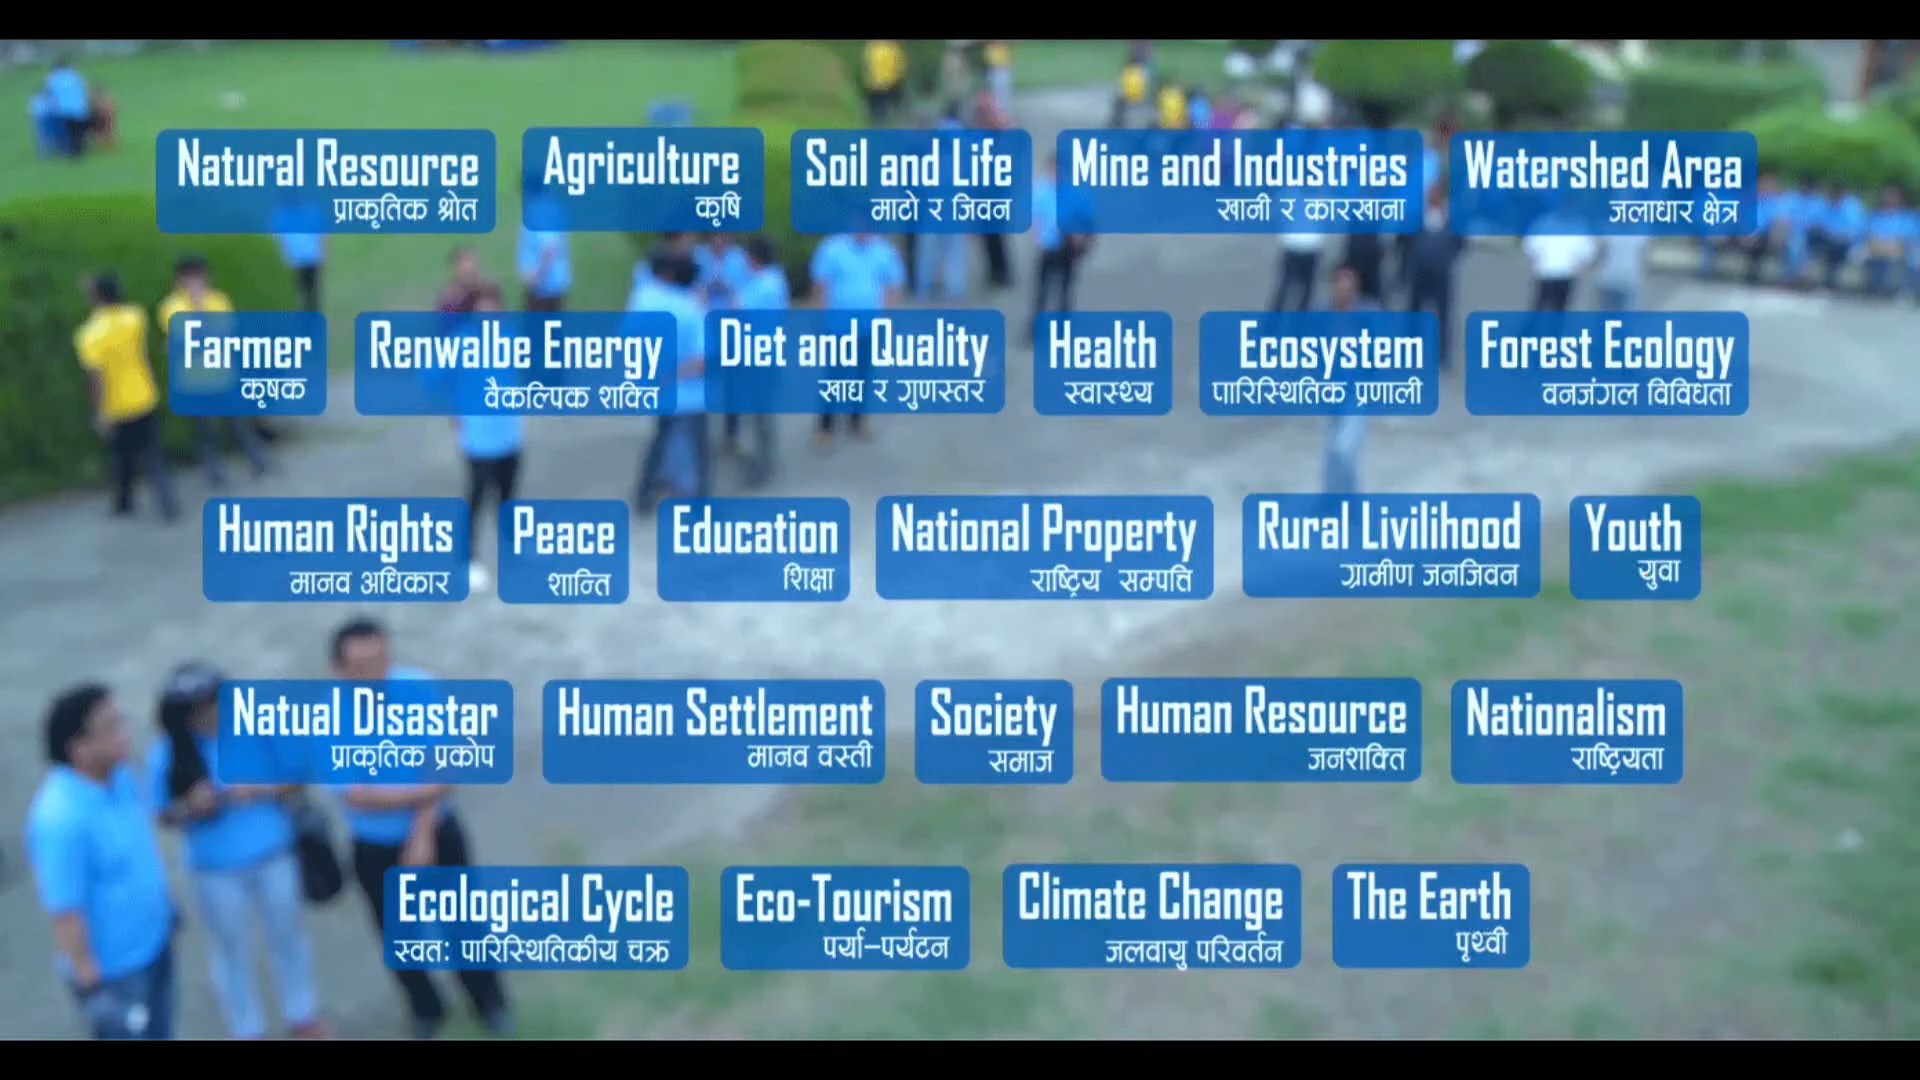 Natural Resource
प्राकृतिक श्रोत
Agriculture
कृषि
Soil and Life
माटो र जिवन
Mine and Industries
खानी र कारखाना
Watershed Area
जलाधार क्षेत्र
Farmer
कृषक
Renwalbe Energy
वैकल्पिक शक्ति
Diet and Quality
खाद्य र गुणस्तर
Health
स्वास्थ्य
Ecosystem
पारिस्थितिक प्रणाली
Forest Ecology
वनजंगल विविधता
Human Rights
मानव अधिकार
Peace
शान्ति
Education
शिक्षा
National Property
राष्ट्रिय सम्पत्ति
Rural Livilihood
ग्रामीण जनजिवन
Youth
युवा
Natual Disastar
प्राकृतिक प्रकोप
Human Settlement
मानव वस्ती
Society
समाज
Human Resource
जनशक्ति
Nationalism
राष्ट्रियता
Ecological Cycle
स्वतः पारिस्थितिकीय चक्र
Eco-Tourism
पर्या-पर्यटन
Climate Change
जलवायु परिवर्तन
The Earth
पृथ्वी